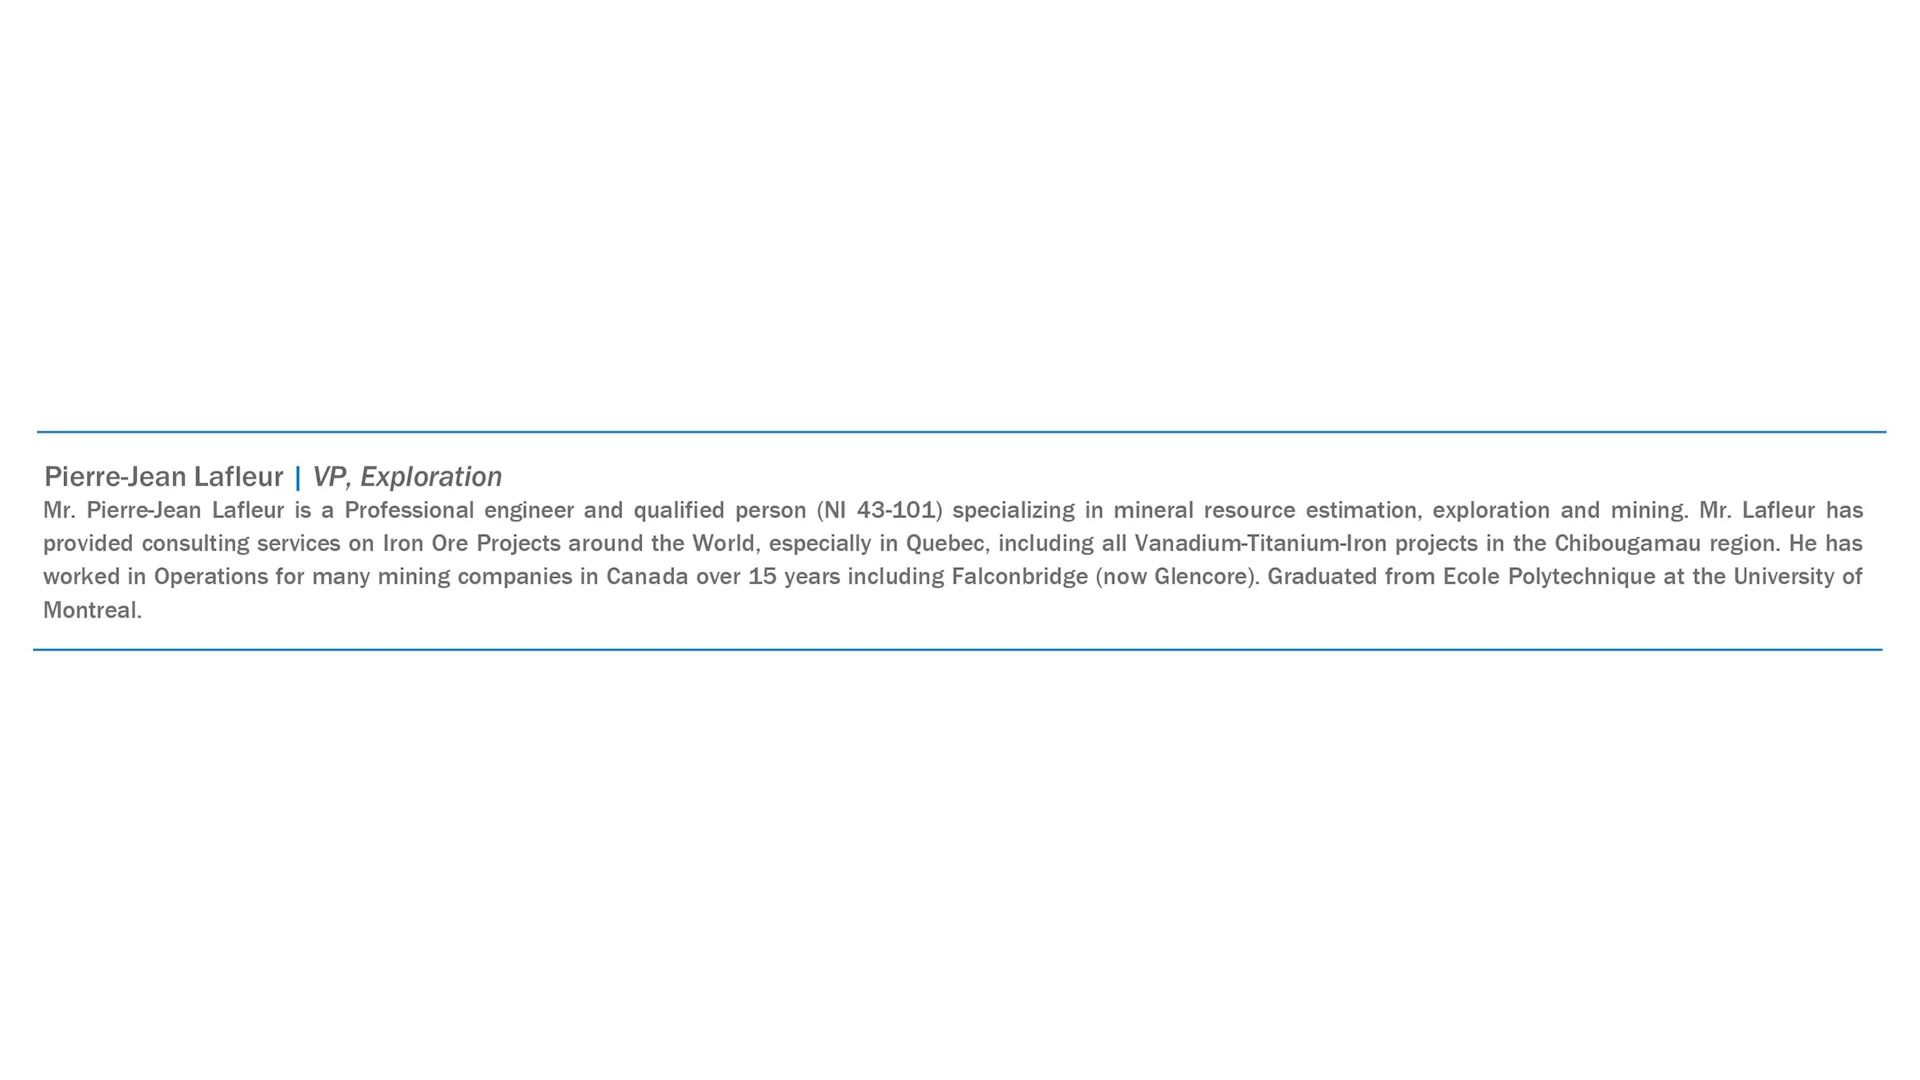 Pierre-Jean Lafleur | VP, Exploration
Mr. Pierre-Jean Lafleur is a Professional engineer and qualified person (NI 43-101) specializing in mineral resource estimation, exploration and mining. Mr. Lafleur has
provided consulting services on Iron Ore Projects around the World, especially in Quebec, including all Vanadium-Titanium-Iron projects in the Chibougamau region. He has
worked in Operations for many mining companies in Canada over 15 years including Falconbridge (now Glencore). Graduated from Ecole Polytechnique at the University of
Montreal.